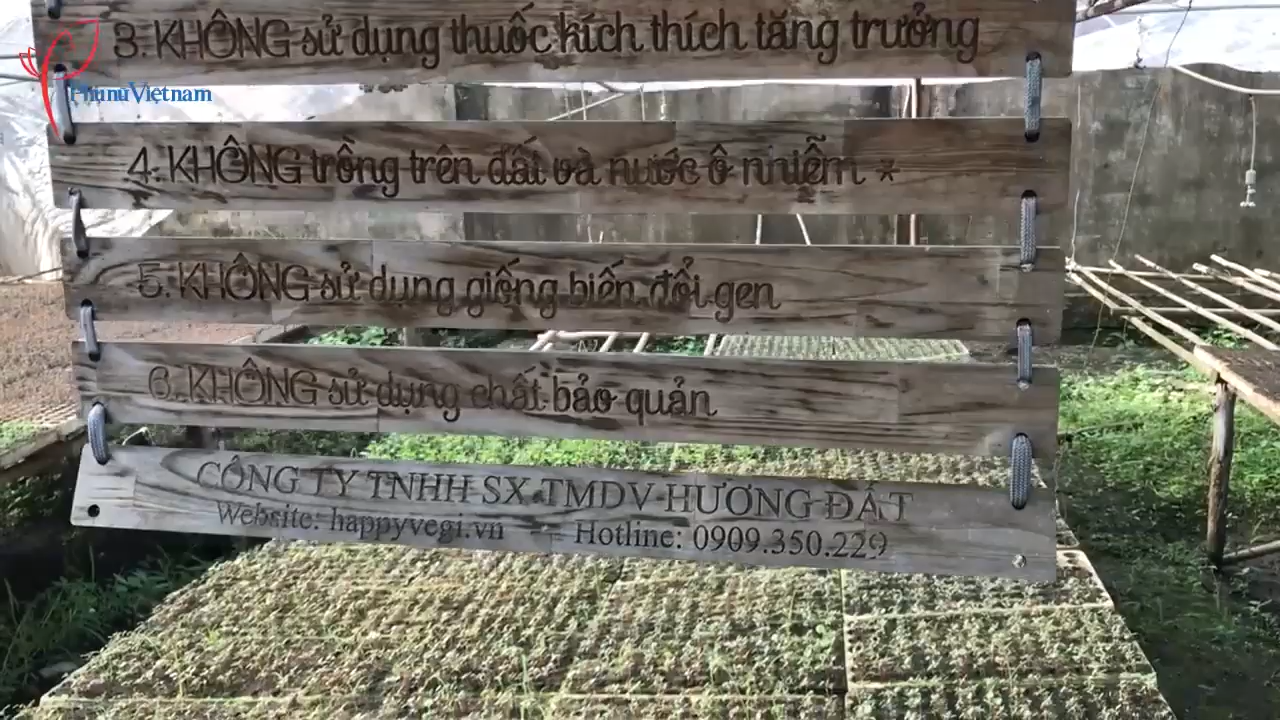 3. KHÔNG sử dụng thuốc kích thích tăng trưởng
PhunuVietnam
4. KHÔNG trồng trên đất và nước ô nhiễm *
5. KHÔNG sử dụng giống biến đổi gen
6. KHÔNG sử dụng chất bảo quản
CÔNG TY TNHH SX TMDV HƯƠNG ĐẤT
Website: happyvegi.vn — Hotline: 0909.350.229